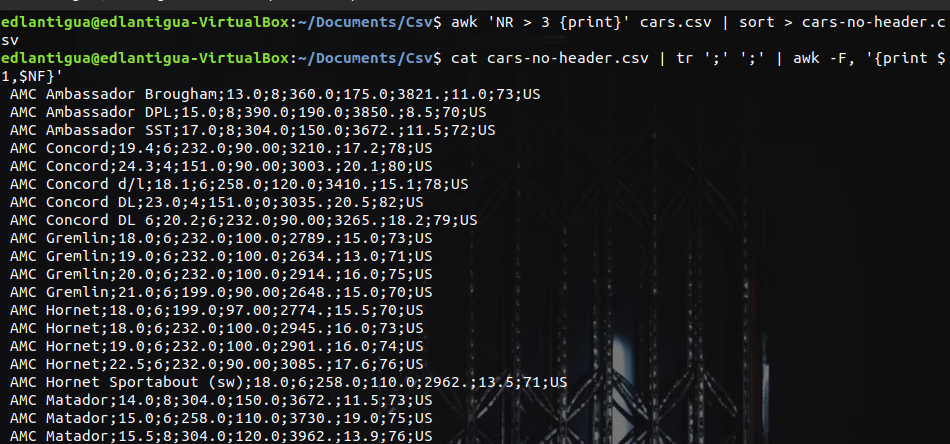 edlantigua@edlantigua-VirtualBox:~/Documents/Csv$ awk 'NR > 3 {print}' cars.csv | sort > cars-no-header.c
sv
edlantigua@edlantigua-VirtualBox:~/Documents/Csv$ cat cars-no-header.csv | tr ';' ';' | awk -F, '{print $
1,$NF}'
AMC Ambassador Brougham;13.0;8;360.0;175.0;3821.;11.0;73;US
AMC Ambassador DPL;15.0;8;390.0;190.0;3850.;8.5;70;US
AMC Ambassador SST;17.0;8;304.0;150.0;3672.;11.5;72;US
AMC Concord;19.4;6;232.0;90.00;3210.;17.2;78;US
AMC Concord;24.3;4;151.0;90.00;3003.;20.1;80;US
AMC Concord d/l;18.1;6;258.0;120.0;3410.;15.1;78;US
AMC Concord DL;23.0;4;151.0;0;3035.;20.5;82;US
AMC Concord DL 6;20.2;6;232.0;90.00;3265.;18.2;79;US
AMC Gremlin;18.0;6;232.0;100.0;2789.;15.0;73;US
AMC Gremlin;19.0;6;232.0;100.0;2634.;13.0;71;US
AMC Gremlin;20.0;6;232.0;100.0;2914.;16.0;75;US
AMC Gremlin;21.0;6;199.0;90.00;2648.;15.0;70;US
AMC Hornet;18.0;6;199.0;97.00;2774.;15.5;70;US
AMC Hornet;18.0;6;232.0;100.0;2945.;16.0;73;US
AMC Hornet;19.0;6;232.0;100.0;2901.;16.0;74;US
AMC Hornet;22.5;6;232.0;90.00;3085.;17.6;76;US
AMC Hornet Sportabout (sw);18.0;6;258.0;110.0;2962.;13.5;71;US
AMC Matador;14.0;8;304.0;150.0;3672.;11.5;73;US
AMC Matador;15.0;6;258.0;110.0;3730.;19.0;75;US
AMC Matador;15.5;8;304.0;120.0;3962.;13.9;76;US